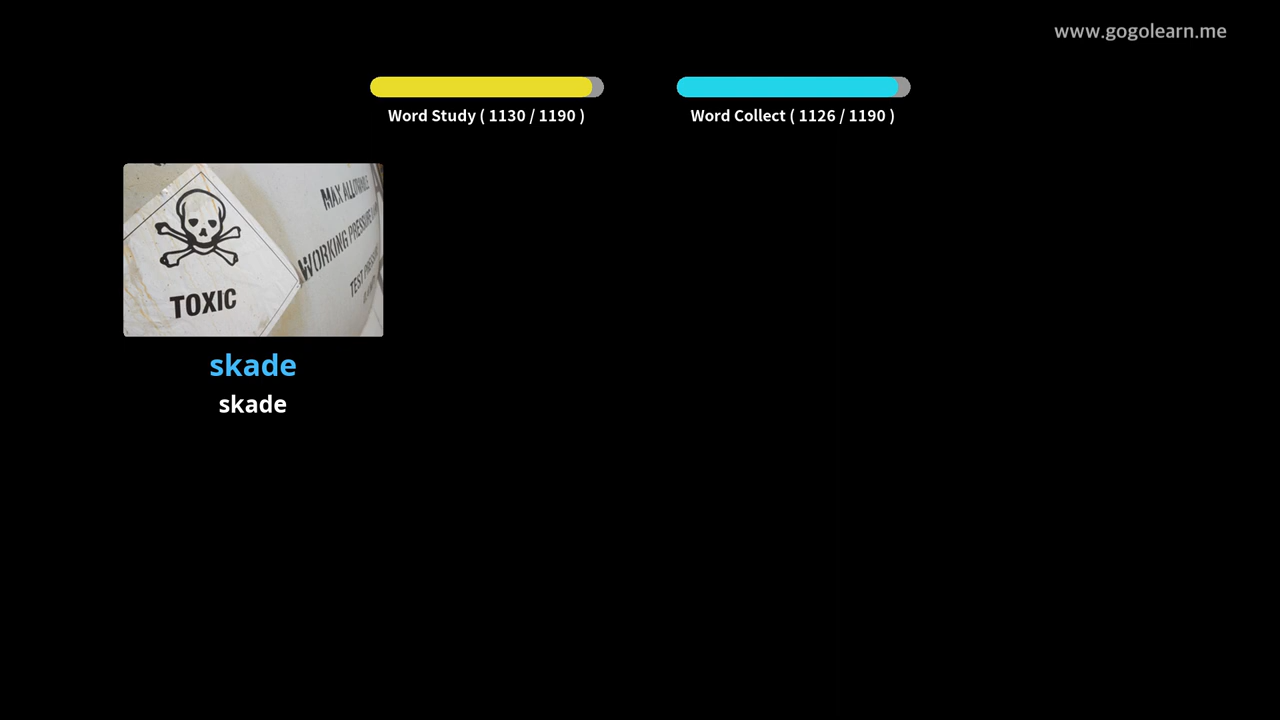 www.gogolearn.me
Word Study ( 1130 / 1190 )
Word Collect ( 1126 / 1190 )
MAX ALLOWABLE
WORKING PRESSURE
TOXIC
skade
skade